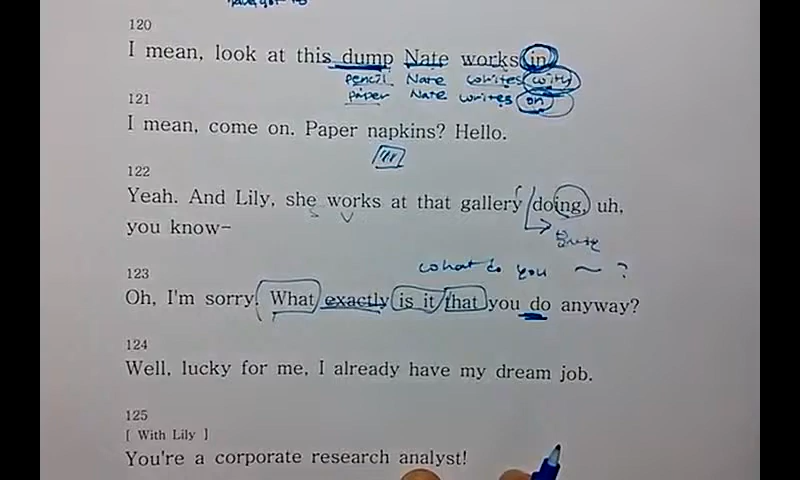 have got to
120
I mean, look at this dump Nate works in
pencil Nate writes with
paper Nate writes on
121
I mean, come on. Paper napkins? Hello.
122
Yeah. And Lily, she works at that gallery doing, uh,
S V
you know-
what do you ~ ?
123
Oh, I'm sorry. What exactly is it that you do anyway?
124
Well, lucky for me, I already have my dream job.
125
[ With Lily ]
You're a corporate research analyst!